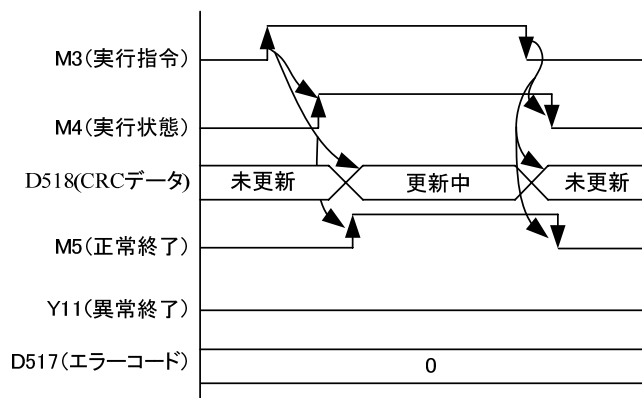 M3(実行指令)
M4(実行状態)
D518(CRCデータ) 未更新 更新中 未更新
M5(正常終了)
Y11(異常終了)
D517(エラーコード) 0